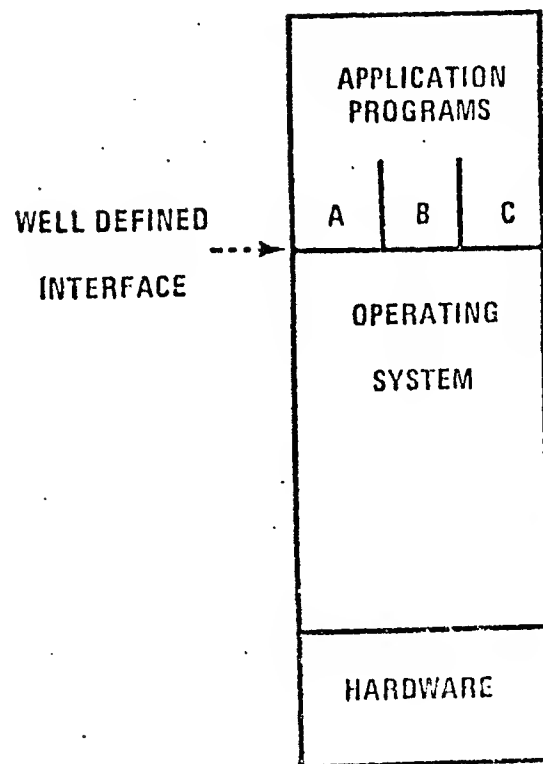 APPLICATION
PROGRAMS
A B C
WELL DEFINED
INTERFACE
OPERATING
SYSTEM
HARDWARE